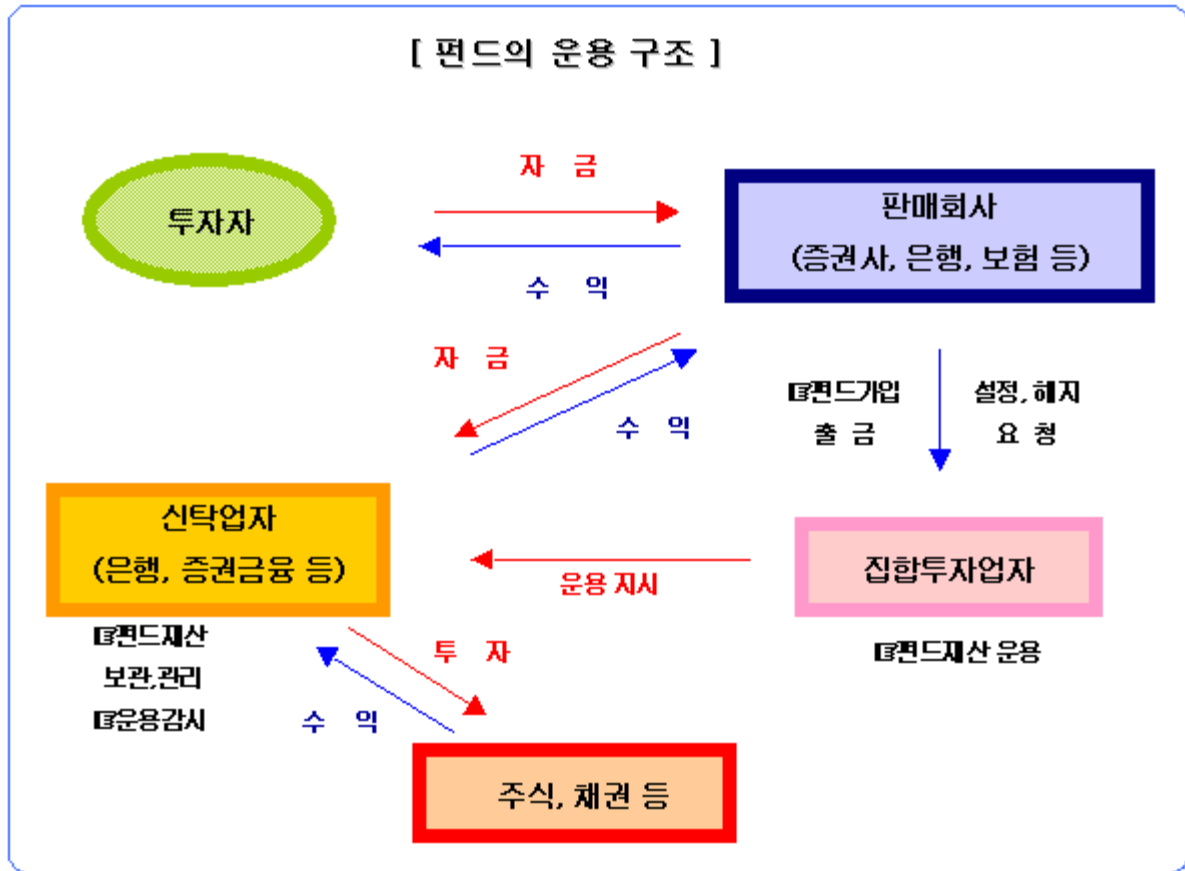 [ 펀드의 운용 구조 ]
자 금
투자자
판매회사
(증권사, 은행, 보험 등)
수 익
자 금
수 익
☞펀드가입
출 금
설정, 해지
요 청
신탁업자
(은행, 증권금융 등)
운용 지시
집합투자업자
☞펀드재산
보관,관리
☞운용감시
투 자
수 익
☞펀드재산 운용
주식, 채권 등